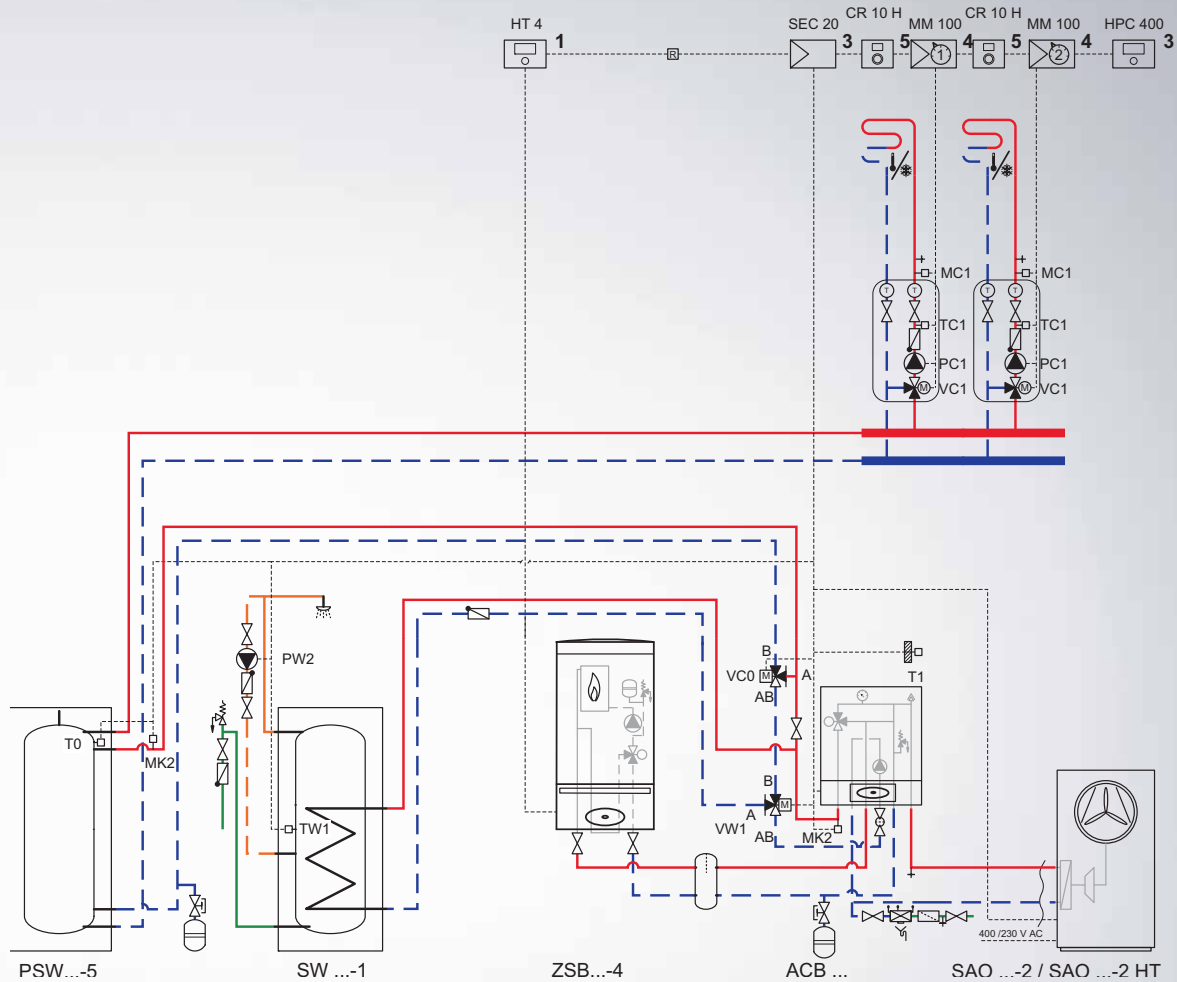 HT 4
1
R
SEC 20
3
CR 10 H
5
MM 100
1
4
CR 10 H
5
MM 100
2
4
HPC 400
3
MC1
MC1
T
T
T
T
TC1
TC1
PC1
PC1
M
VC1
M
VC1
PW2
T0
MK2
TW1
B
VC0
M
A
AB
T1
B
A
M
VW1
AB
MK2
400 /230 V AC
PSW...-5
SW ...-1
ZSB...-4
ACB ...
SAO ...-2 / SAO ...-2 HT